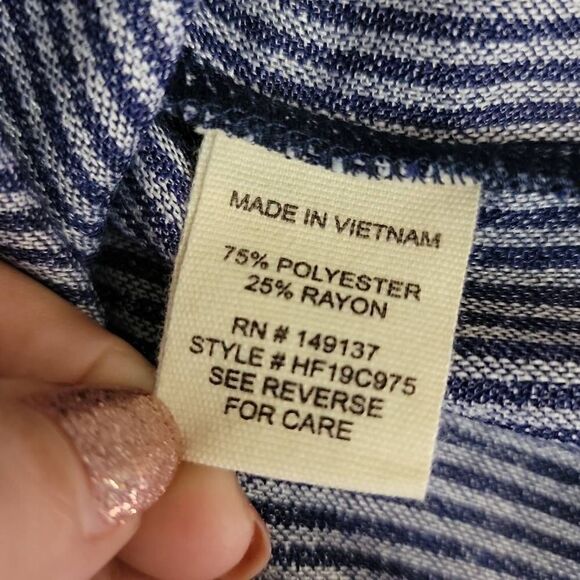 MADE IN VIETNAM
75% POLYESTER
25% RAYON
RN # 149137
STYLE # HF19C975
SEE REVERSE
FOR CARE